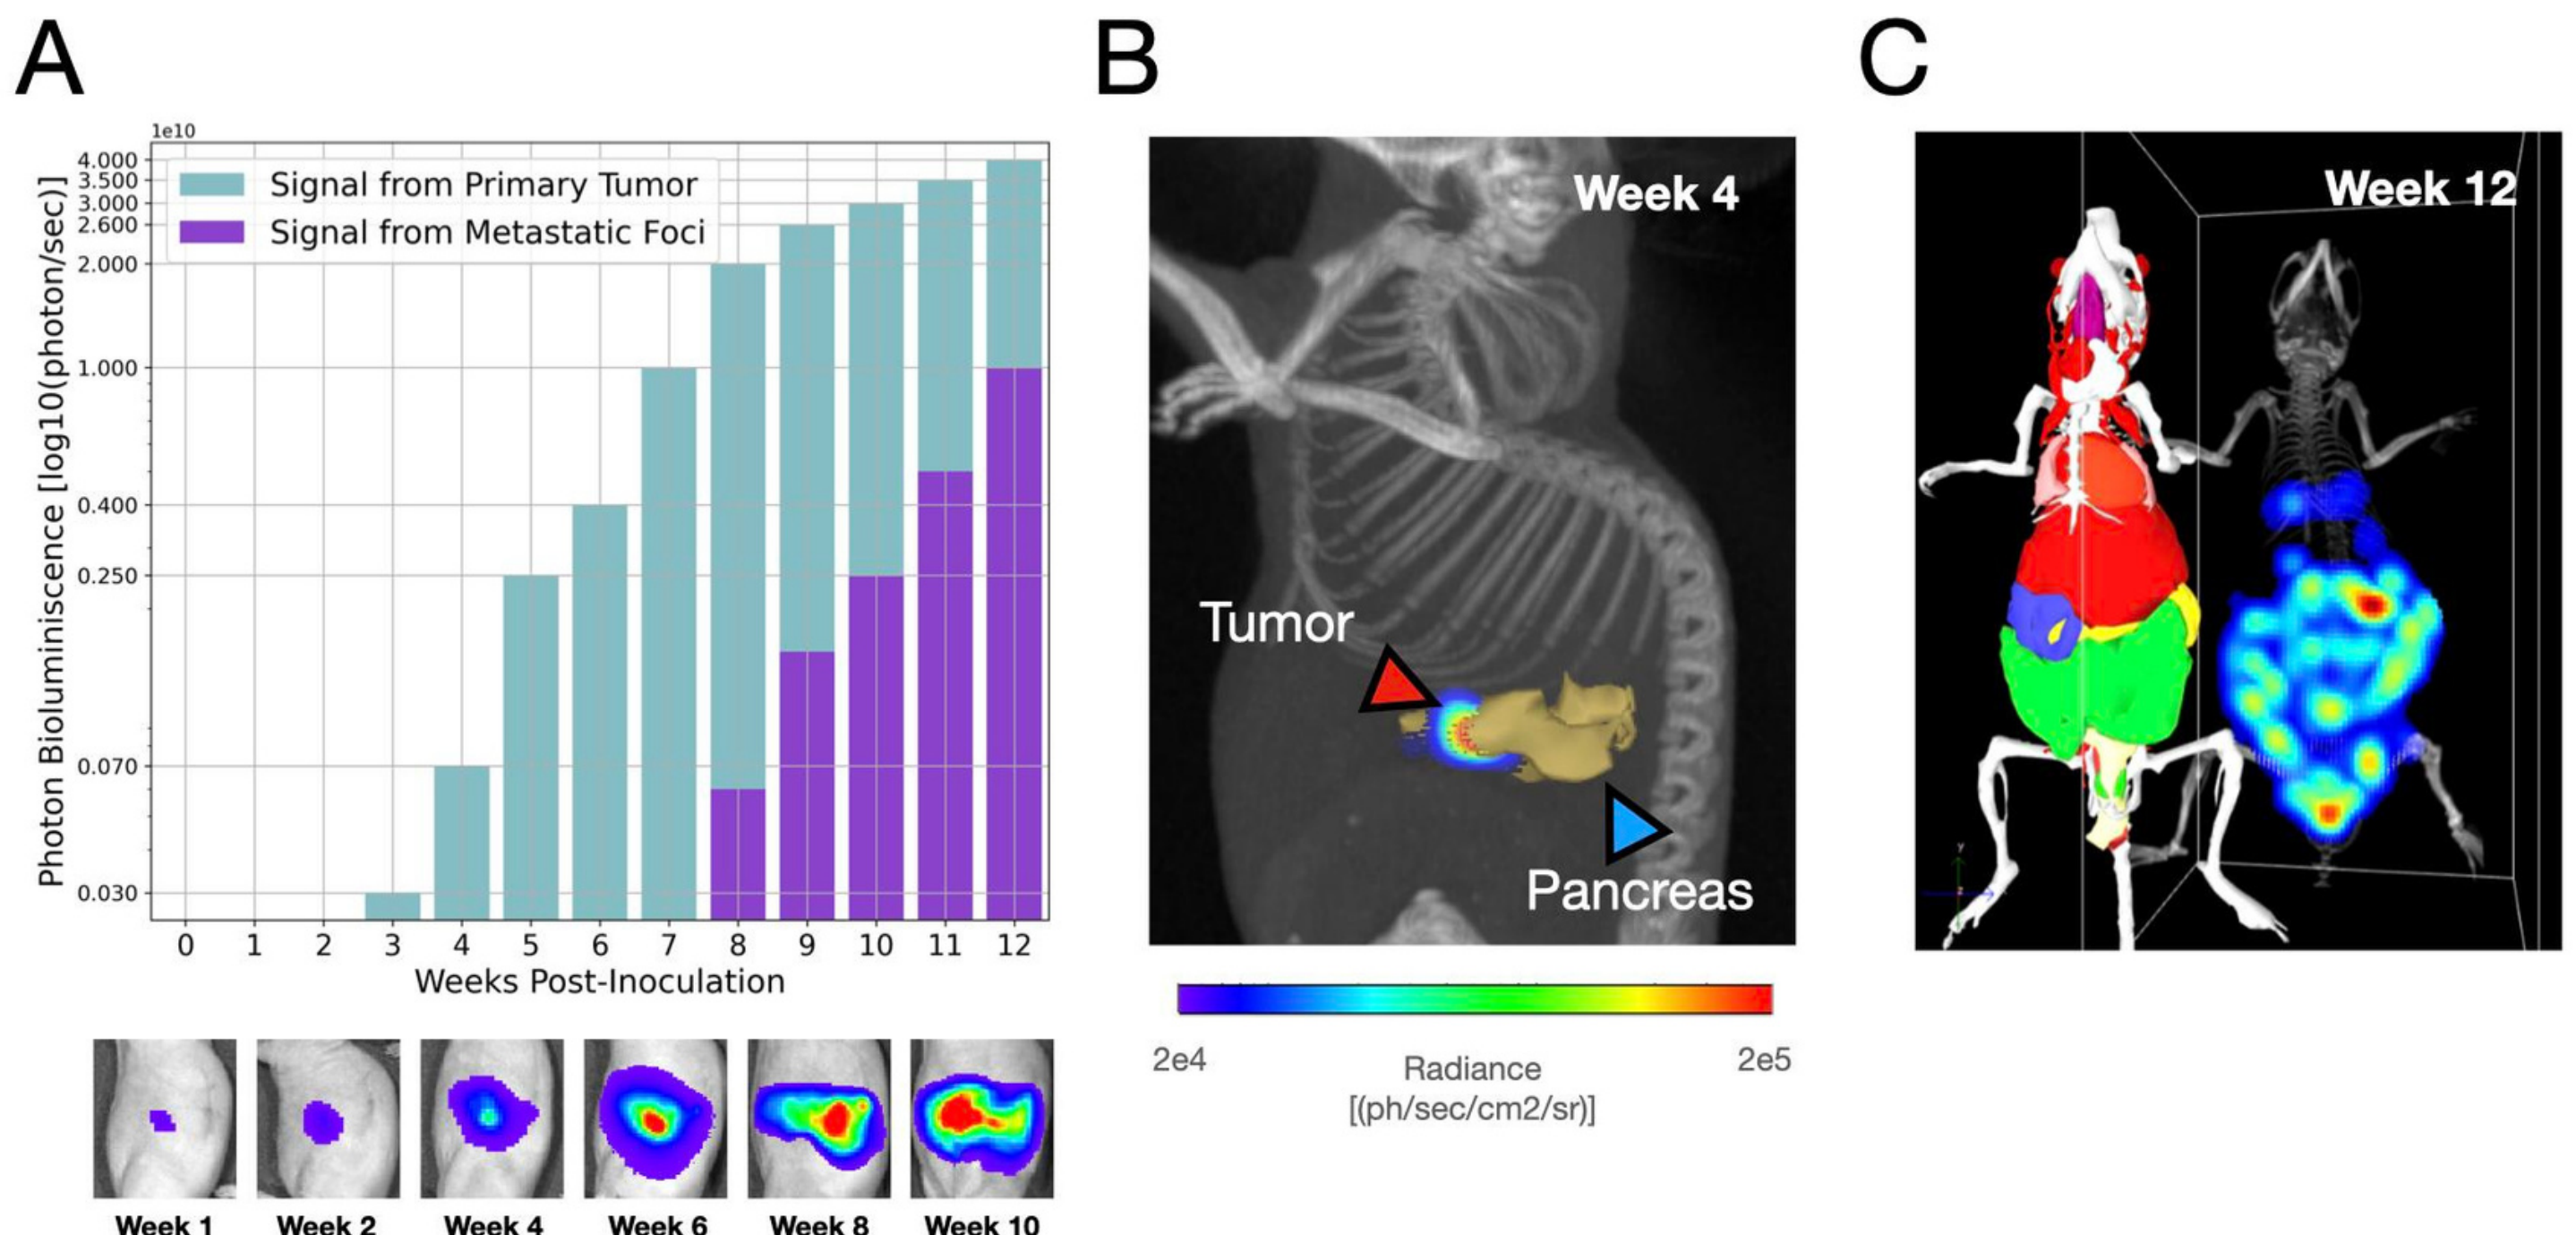 A
B
C
1e10
4.000
3.500
3.000
2.600
2.000
1.000
0.400
0.250
0.070
0.030
Photon Bioluminiscence [log10(photon/sec)]
Signal from Primary Tumor
Signal from Metastatic Foci
0 1 2 3 4 5 6 7 8 9 10 11 12
Weeks Post-Inoculation
Week 1 Week 2 Week 4 Week 6 Week 8 Week 10
Week 4
Tumor
Pancreas
2e4
2e5
Radiance
[(ph/sec/cm2/sr)]
Week 12
y
z